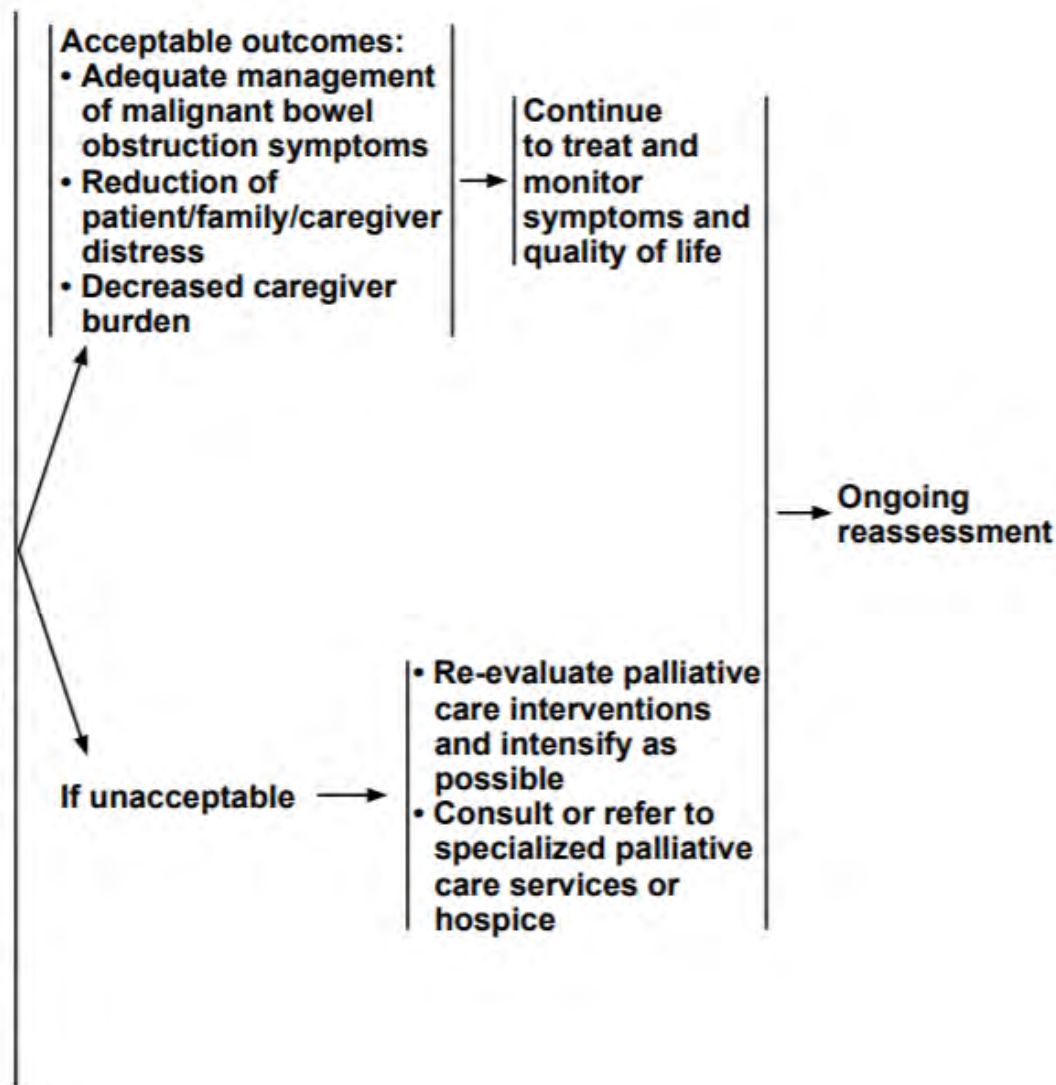 Acceptable outcomes:
• Adequate management
of malignant bowel
obstruction symptoms
• Reduction of
patient/family/caregiver
distress
• Decreased caregiver
burden
Continue
to treat and
monitor
symptoms and
quality of life
If unacceptable
• Re-evaluate palliative
care interventions
and intensify as
possible
• Consult or refer to
specialized palliative
care services or
hospice
Ongoing
reassessment